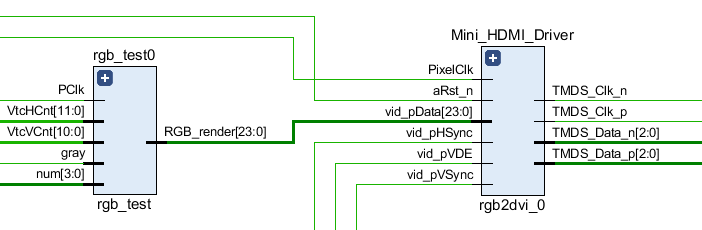 rgb_test0
PClk
VtcHCnt[11:0]
VtcVCnt[10:0]
gray
num[3:0]
RGB_render[23:0]
rgb_test
Mini_HDMI_Driver
PixelClk
aRst_n
vid_pData[23:0]
vid_pHSync
vid_pVDE
vid_pVSync
TMDS_Clk_n
TMDS_Clk_p
TMDS_Data_n[2:0]
TMDS_Data_p[2:0]
rgb2dvi_0